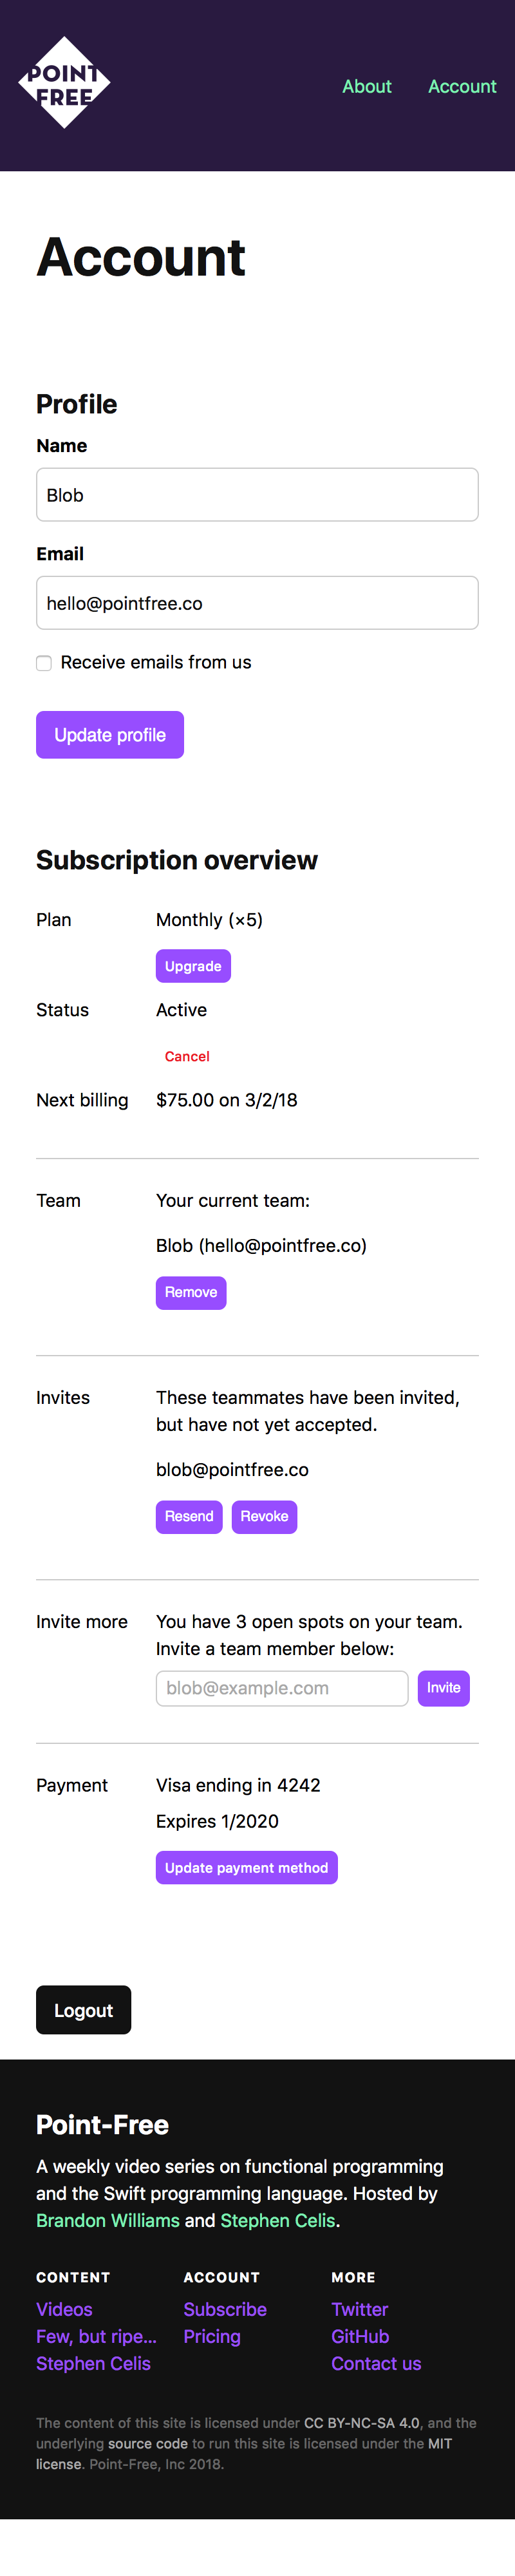 POINT
FREE
About Account
Account
Profile
Name
Blob
Email
hello@pointfree.co
Receive emails from us
Update profile
Subscription overview
Plan Monthly (×5)
Upgrade
Status Active
Cancel
Next billing $75.00 on 3/2/18
Team Your current team:
Blob (hello@pointfree.co)
Remove
Invites These teammates have been invited,
but have not yet accepted.
blob@pointfree.co
Resend Revoke
Invite more You have 3 open spots on your team.
Invite a team member below:
blob@example.com Invite
Payment Visa ending in 4242
Expires 1/2020
Update payment method
Logout
Point-Free
A weekly video series on functional programming
and the Swift programming language. Hosted by
Brandon Williams and Stephen Celis.
CONTENT ACCOUNT MORE
Videos Subscribe Twitter
Few, but ripe... Pricing GitHub
Stephen Celis Contact us
The content of this site is licensed under CC BY-NC-SA 4.0, and the
underlying source code to run this site is licensed under the MIT
license. Point-Free, Inc 2018.